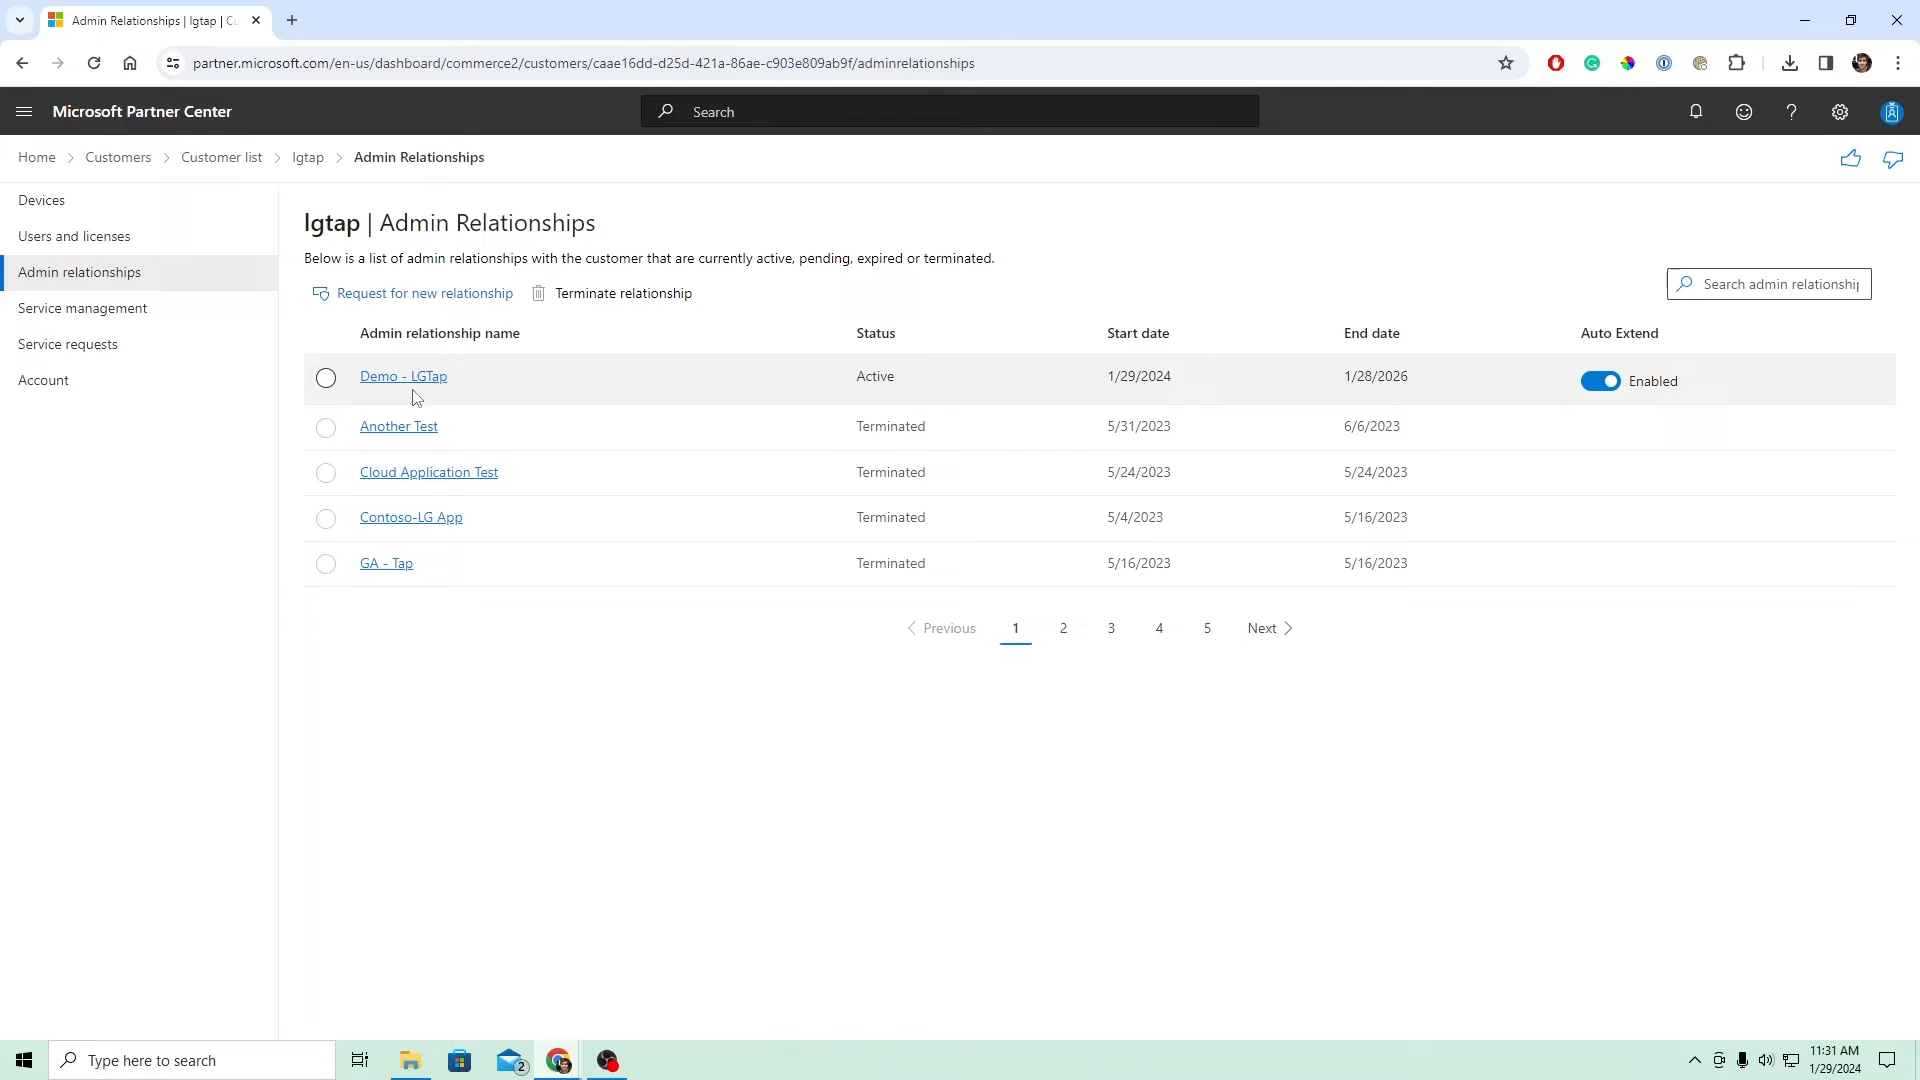 Admin Relationships | lgtap | Cu
partner.microsoft.com/en-us/dashboard/commerce2/customers/caae16dd-d25d-421a-86ae-c903e809ab9f/adminrelationships
Microsoft Partner Center
Search
Home > Customers > Customer list > lgtap > Admin Relationships
Devices
Users and licenses
Admin relationships
Service management
Service requests
Account
lgtap | Admin Relationships
Below is a list of admin relationships with the customer that are currently active, pending, expired or terminated.
Request for new relationship Terminate relationship
Search admin relationship
Admin relationship name Status Start date End date Auto Extend
Demo - LGTap Active 1/29/2024 1/28/2026 Enabled
Another Test Terminated 5/31/2023 6/6/2023
Cloud Application Test Terminated 5/24/2023 5/24/2023
Contoso-LG App Terminated 5/4/2023 5/16/2023
GA - Tap Terminated 5/16/2023 5/16/2023
Previous 1 2 3 4 5 Next
Type here to search
2
11:31 AM
1/29/2024